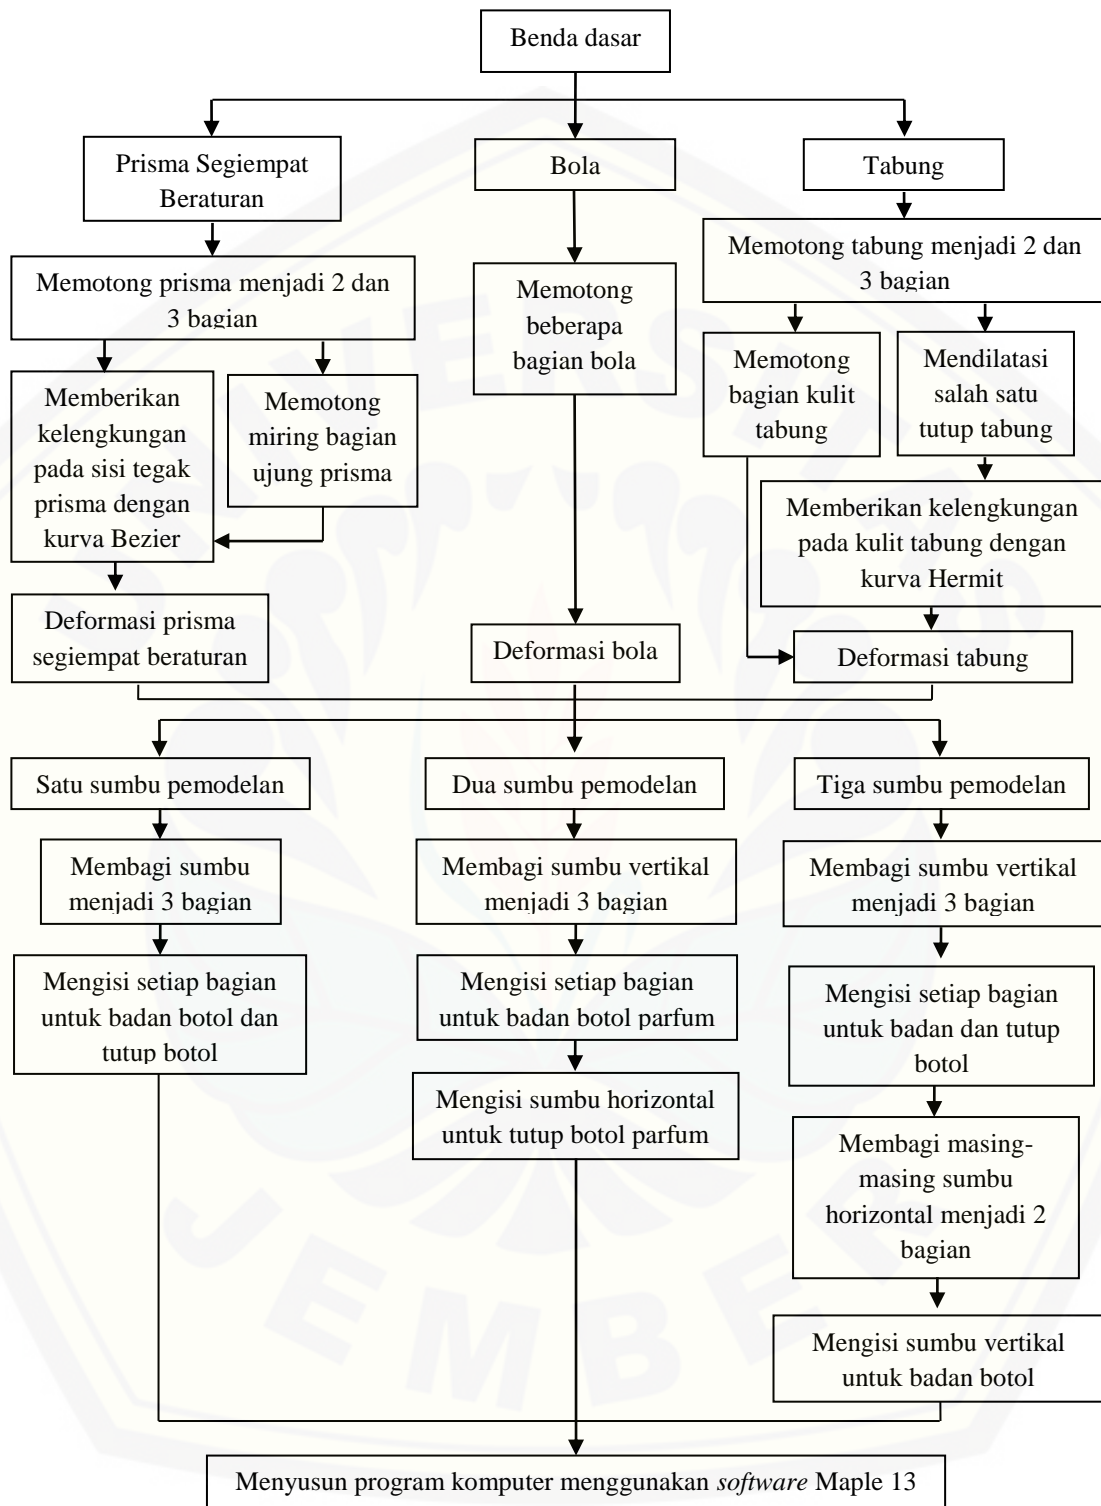 Benda dasar
Prisma Segiempat
Beraturan
Bola
Tabung
Memotong prisma menjadi 2 dan
3 bagian
Memotong
beberapa
bagian bola
Memotong tabung menjadi 2 dan
3 bagian
Memberikan
kelengkungan
pada sisi tegak
prisma dengan
kurva Bezier
Memotong
miring bagian
ujung prisma
Memotong
bagian kulit
tabung
Mendilatasi
salah satu
tutup tabung
Memberikan kelengkungan
pada kulit tabung dengan
kurva Hermit
Deformasi prisma
segiempat beraturan
Deformasi bola
Deformasi tabung
Satu sumbu pemodelan
Dua sumbu pemodelan
Tiga sumbu pemodelan
Membagi sumbu
menjadi 3 bagian
Membagi sumbu vertikal
menjadi 3 bagian
Membagi sumbu vertikal
menjadi 3 bagian
Mengisi setiap bagian
untuk badan botol dan
tutup botol
Mengisi setiap bagian
untuk badan botol parfum
Mengisi setiap bagian
untuk badan dan tutup
botol
Mengisi sumbu horizontal
untuk tutup botol parfum
Membagi masing-
masing sumbu
horizontal menjadi 2
bagian
Mengisi sumbu vertikal
untuk badan botol
Menyusun program komputer menggunakan software Maple 13
UNIVERSITAS
JEMBER